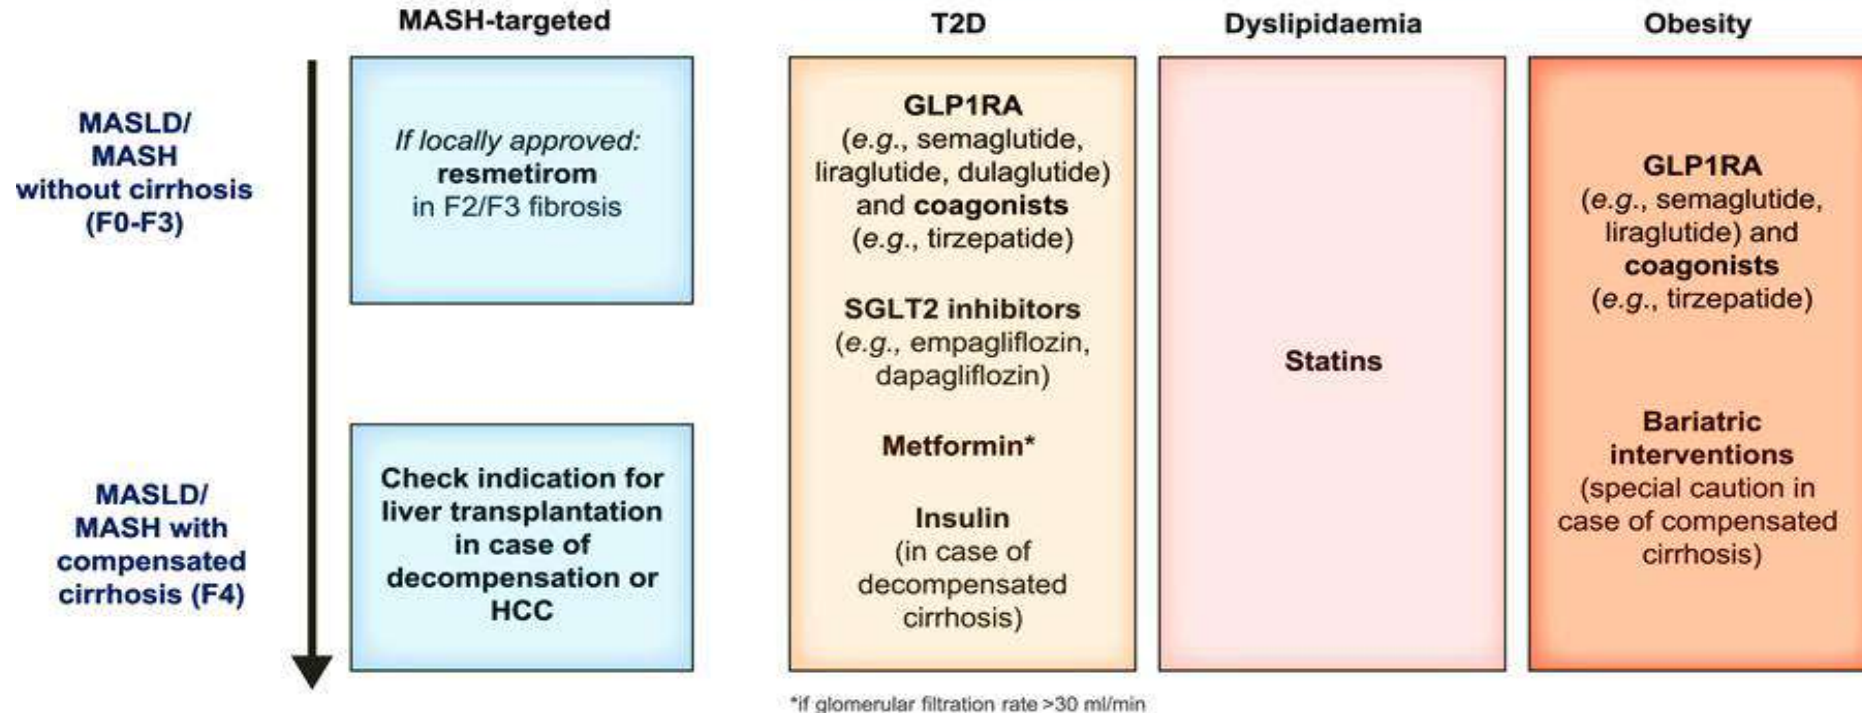 MASH-targeted
T2D
Dyslipidaemia
Obesity
MASLD/
MASH
without cirrhosis
(F0-F3)
If locally approved:
resmetirom
in F2/F3 fibrosis
GLP1RA
(e.g., semaglutide,
liraglutide, dulaglutide)
and coagonists
(e.g., tirzepatide)
SGLT2 inhibitors
(e.g., empagliflozin,
dapagliflozin)
Metformin*
Insulin
(in case of
decompensated
cirrhosis)
Statins
GLP1RA
(e.g., semaglutide,
liraglutide) and
coagonists
(e.g., tirzepatide)
Bariatric
interventions
(special caution in
case of compensated
cirrhosis)
MASLD/
MASH with
compensated
cirrhosis (F4)
Check indication for
liver transplantation
in case of
decompensation or
HCC
*if glomerular filtration rate >30 ml/min